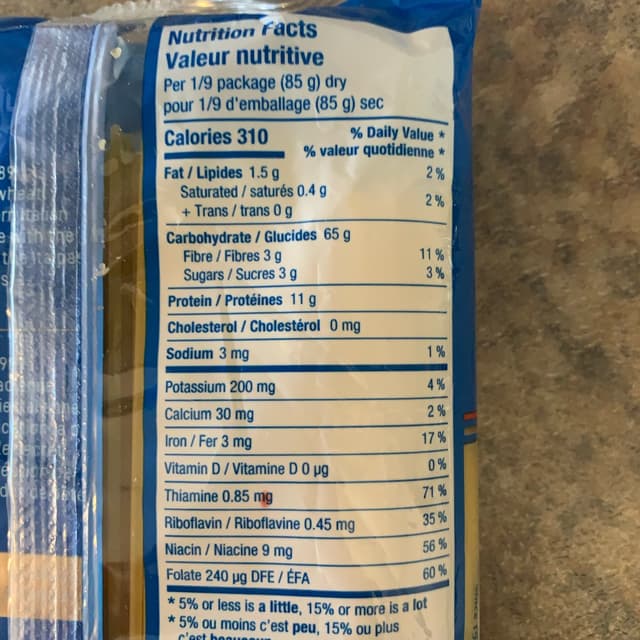 Nutrition Facts
Valeur nutritive
Per 1/9 package (85 g) dry
pour 1/9 d'emballage (85 g) sec
Calories 310
% Daily Value *
% valeur quotidienne *
Fat / Lipides 1.5 g 2 %
Saturated / saturés 0.4 g
+ Trans / trans 0 g 2 %
Carbohydrate / Glucides 65 g
Fibre / Fibres 3 g 11 %
Sugars / Sucres 3 g 3 %
Protein / Protéines 11 g
Cholesterol / Cholestérol 0 mg
Sodium 3 mg 1 %
Potassium 200 mg 4 %
Calcium 30 mg 2 %
Iron / Fer 3 mg 17 %
Vitamin D / Vitamine D 0 µg 0 %
Thiamine 0.85 mg 71 %
Riboflavin / Riboflavine 0.45 mg 35 %
Niacin / Niacine 9 mg 56 %
Folate 240 µg DFE / ÉFA 60 %
* 5% or less is a little, 15% or more is a lot
* 5% ou moins c'est peu, 15% ou plus
c'est beaucoup